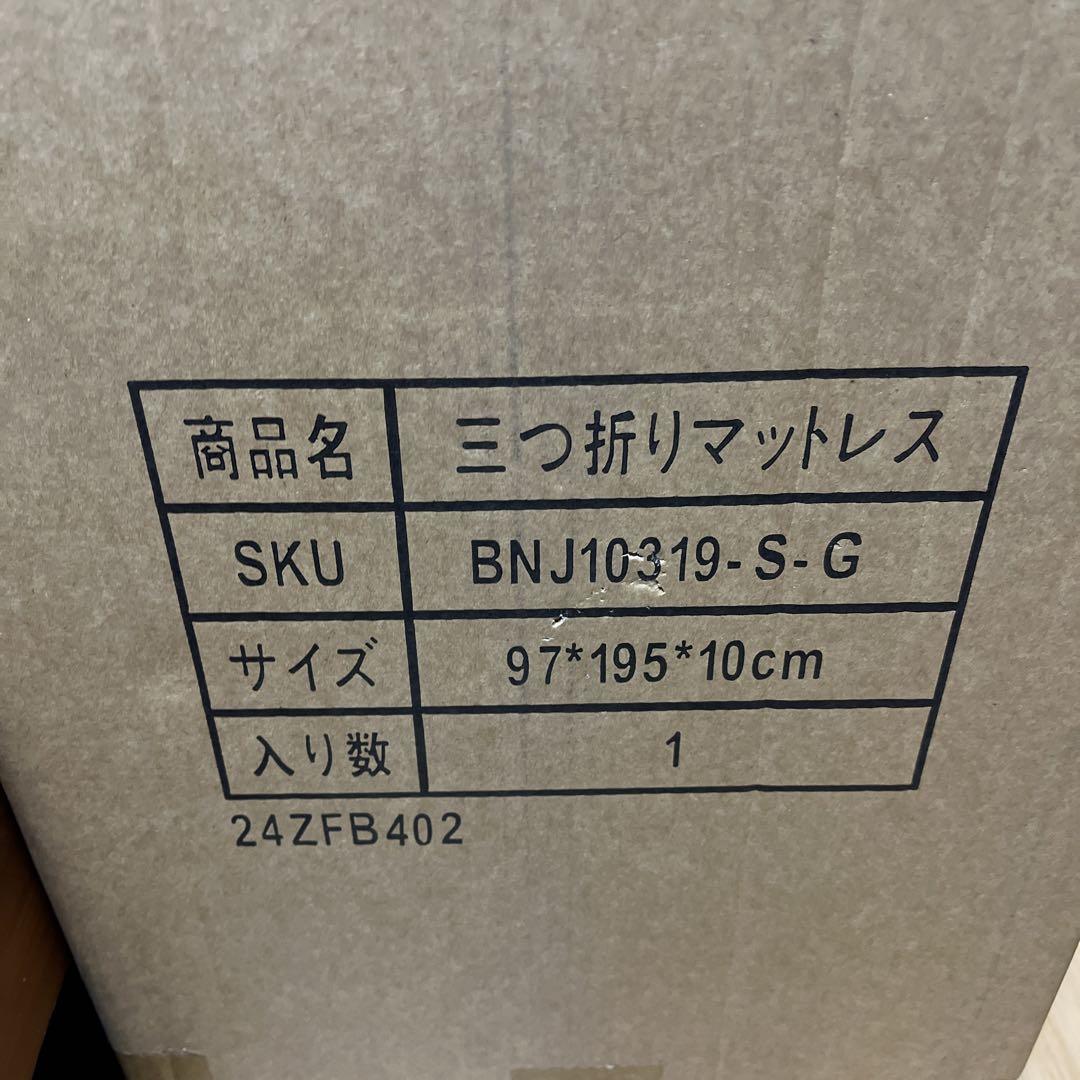 商品名 三つ折りマットレス
SKU BNJ10319-S-G
サイズ 97*195*10cm
入り数 1
24ZFB402